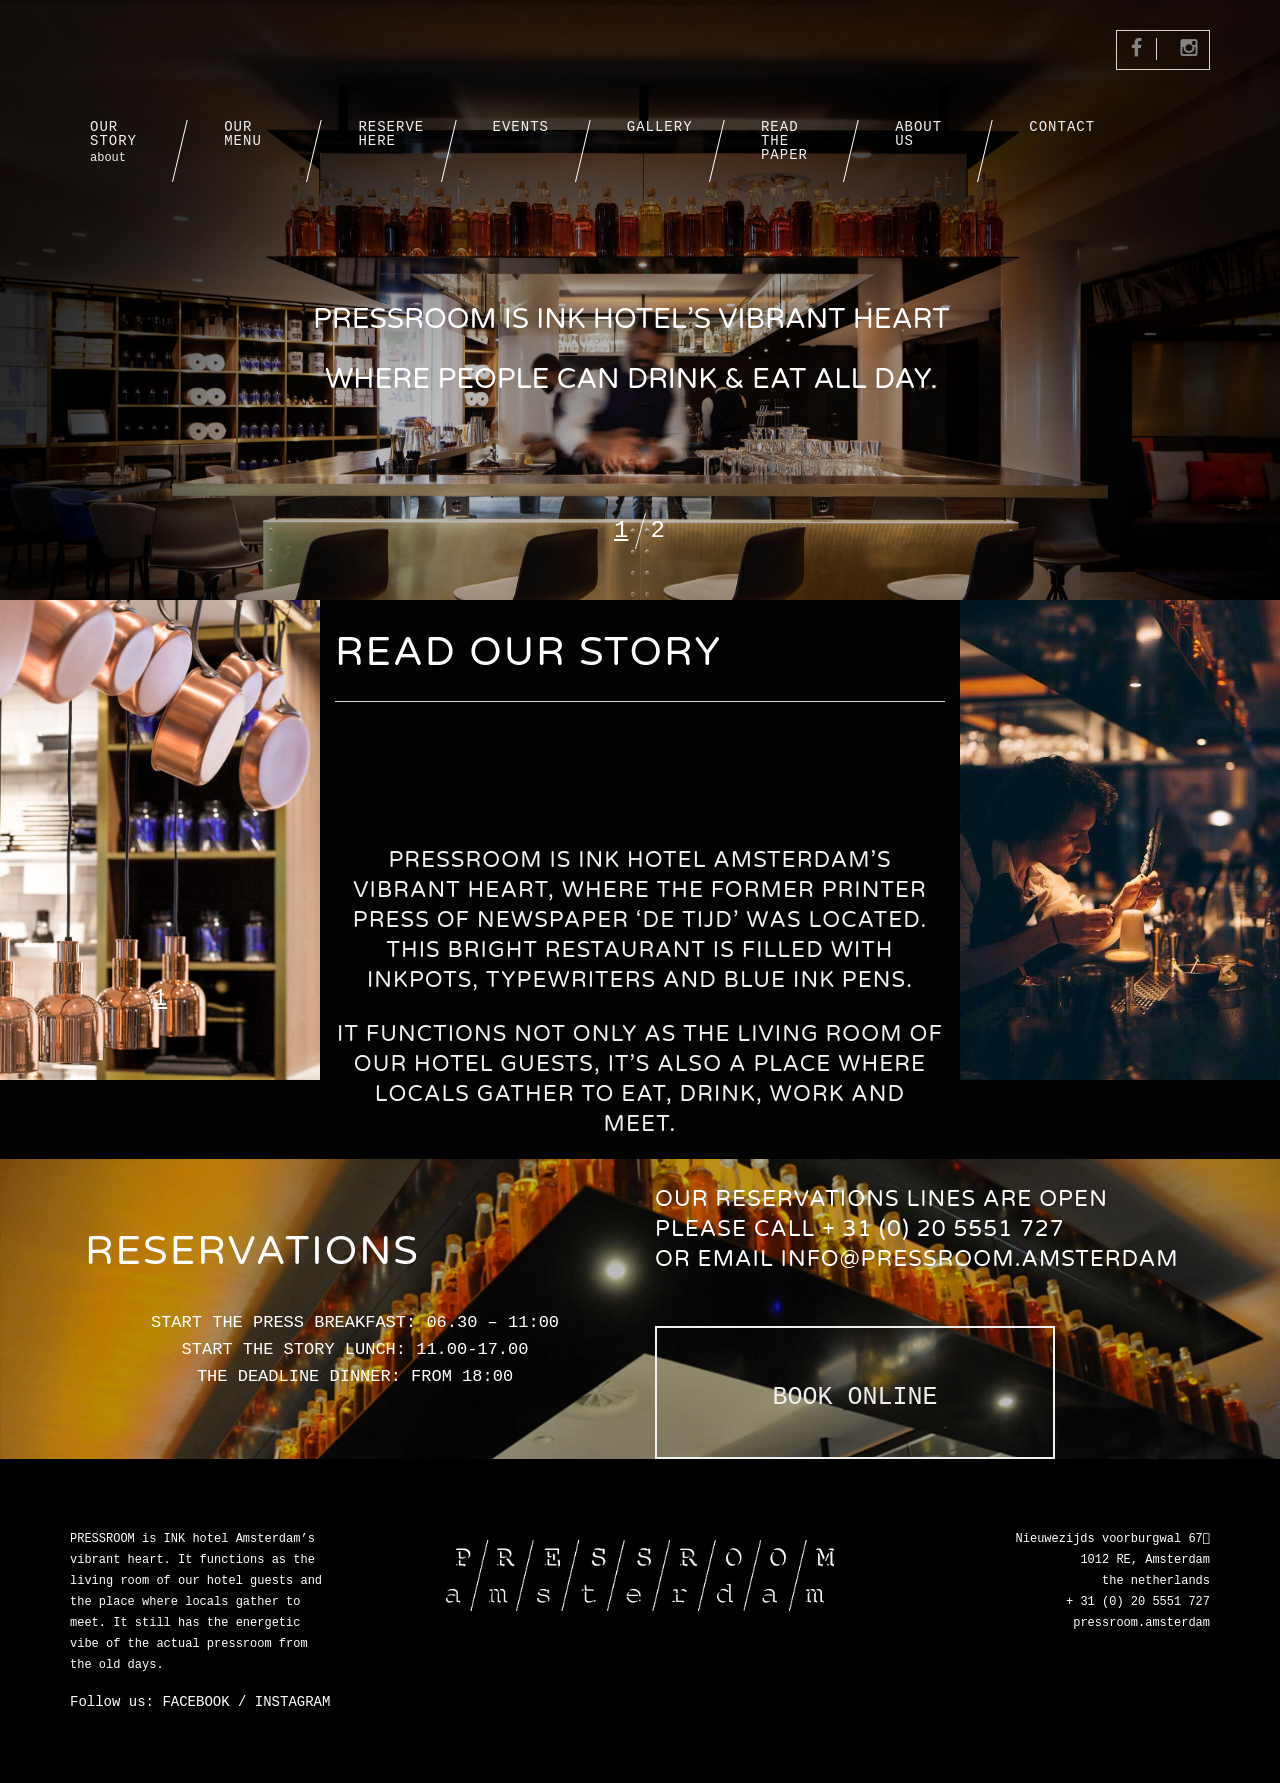 OUR STORY
about
OUR MENU
RESERVE HERE
EVENTS
GALLERY
READ THE PAPER
ABOUT US
CONTACT
PRESSROOM IS INK HOTEL’S VIBRANT HEART
WHERE PEOPLE CAN DRINK & EAT ALL DAY.
1 / 2
READ OUR STORY
1
PRESSROOM IS INK HOTEL AMSTERDAM’S
VIBRANT HEART, WHERE THE FORMER PRINTER
PRESS OF NEWSPAPER ‘DE TIJD’ WAS LOCATED.
THIS BRIGHT RESTAURANT IS FILLED WITH
INKPOTS, TYPEWRITERS AND BLUE INK PENS.
IT FUNCTIONS NOT ONLY AS THE LIVING ROOM OF
OUR HOTEL GUESTS, IT’S ALSO A PLACE WHERE
LOCALS GATHER TO EAT, DRINK, WORK AND
MEET.
RESERVATIONS
START THE PRESS BREAKFAST: 06.30 – 11:00
START THE STORY LUNCH: 11.00-17.00
THE DEADLINE DINNER: FROM 18:00
OUR RESERVATIONS LINES ARE OPEN
PLEASE CALL + 31 (0) 20 5551 727
OR EMAIL INFO@PRESSROOM.AMSTERDAM
BOOK ONLINE
PRESSROOM is INK hotel Amsterdam’s
vibrant heart. It functions as the
living room of our hotel guests and
the place where locals gather to
meet. It still has the energetic
vibe of the actual pressroom from
the old days.
Follow us: FACEBOOK / INSTAGRAM
P/R/E/S/S/R/O/O/M
a/m/s/t/e/r/d/a/m
Nieuwezijds voorburgwal 67
1012 RE, Amsterdam
the netherlands
+ 31 (0) 20 5551 727
pressroom.amsterdam